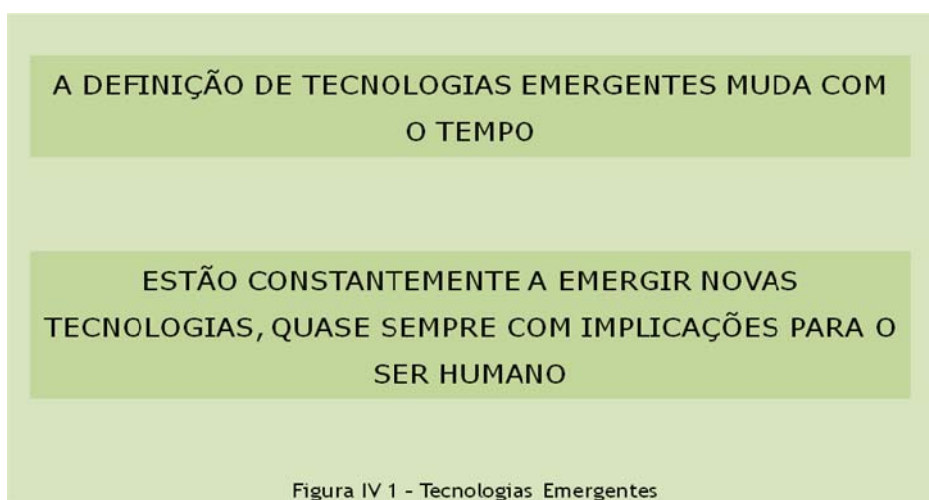 A DEFINIÇÃO DE TECNOLOGIAS EMERGENTES MUDA COM
O TEMPO
ESTÃO CONSTANTEMENTE A EMERGIR NOVAS
TECNOLOGIAS, QUASE SEMPRE COM IMPLICAÇÕES PARA O
SER HUMANO
Figura IV 1 - Tecnologias Emergentes